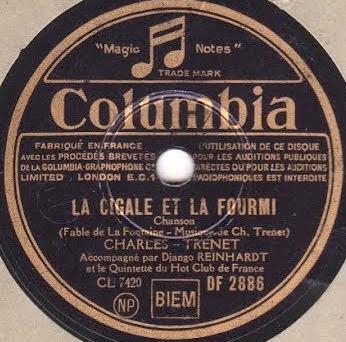 "Magic Notes"
TRADE MARK
Columbia
FABRIQUÉ EN FRANCE L'UTILISATION DE CE DISQUE
AVEC LES PROCÉDÉS BREVETÉS POUR LES AUDITIONS PUBLIQUES
DE LA COLUMBIA GRAPHOPHONE DIRECTES OU POUR LES AUDITIONS
LIMITED, LONDON E.C.1 RADIOPHONIQUES EST INTERDITE
LA CIGALE ET LA FOURMI
Chanson
(Fable de La Fontaine - Musique de Ch. Trenet)
CHARLES - TRENET
Accompagné par Django REINHARDT
et le Quintette du Hot Club de France
CL 7420 DF 2886
NP BIEM